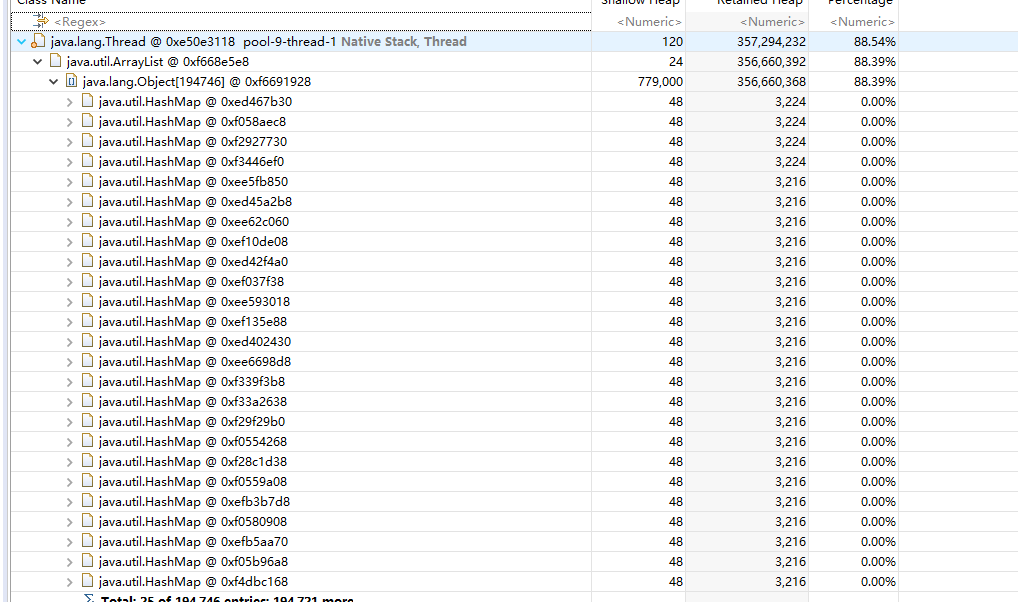 Class Name Shallow Heap Retained Heap Percentage
<Regex> <Numeric> <Numeric> <Numeric>
java.lang.Thread @ 0xe50e3118 pool-9-thread-1 Native Stack, Thread 120 357,294,232 88.54%
java.util.ArrayList @ 0xf668e5e8 24 356,660,392 88.39%
java.lang.Object[194746] @ 0xf6691928 779,000 356,660,368 88.39%
java.util.HashMap @ 0xed467b30 48 3,224 0.00%
java.util.HashMap @ 0xf058aec8 48 3,224 0.00%
java.util.HashMap @ 0xf2927730 48 3,224 0.00%
java.util.HashMap @ 0xf3446ef0 48 3,224 0.00%
java.util.HashMap @ 0xee5fb850 48 3,216 0.00%
java.util.HashMap @ 0xed45a2b8 48 3,216 0.00%
java.util.HashMap @ 0xee62c060 48 3,216 0.00%
java.util.HashMap @ 0xef10de08 48 3,216 0.00%
java.util.HashMap @ 0xed42f4a0 48 3,216 0.00%
java.util.HashMap @ 0xef037f38 48 3,216 0.00%
java.util.HashMap @ 0xee593018 48 3,216 0.00%
java.util.HashMap @ 0xef135e88 48 3,216 0.00%
java.util.HashMap @ 0xed402430 48 3,216 0.00%
java.util.HashMap @ 0xee6698d8 48 3,216 0.00%
java.util.HashMap @ 0xf339f3b8 48 3,216 0.00%
java.util.HashMap @ 0xf33a2638 48 3,216 0.00%
java.util.HashMap @ 0xf29f29b0 48 3,216 0.00%
java.util.HashMap @ 0xf0554268 48 3,216 0.00%
java.util.HashMap @ 0xf28c1d38 48 3,216 0.00%
java.util.HashMap @ 0xf0559a08 48 3,216 0.00%
java.util.HashMap @ 0xefb3b7d8 48 3,216 0.00%
java.util.HashMap @ 0xf0580908 48 3,216 0.00%
java.util.HashMap @ 0xefb5aa70 48 3,216 0.00%
java.util.HashMap @ 0xf05b96a8 48 3,216 0.00%
java.util.HashMap @ 0xf4dbc168 48 3,216 0.00%
Total: 25 of 194,746 entries; 194,721 more